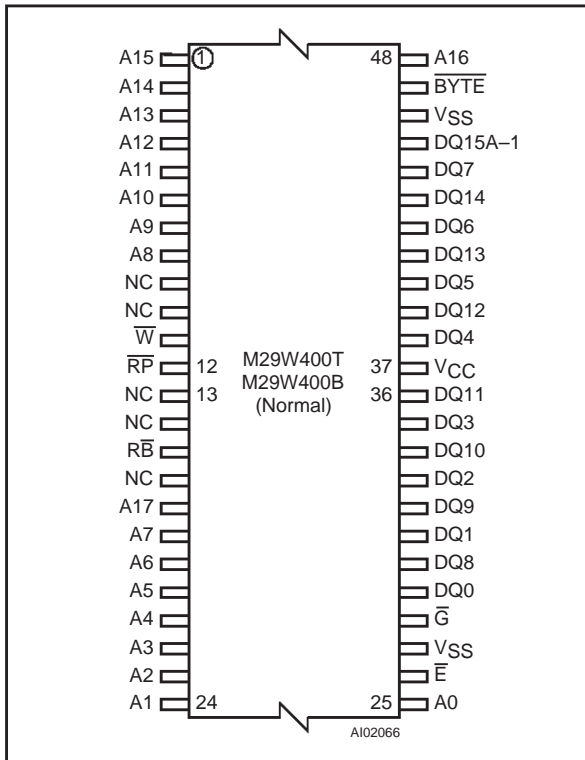 A15 1 48 A16
A14 B̅Y̅T̅E̅
A13 VSS
A12 DQ15A–1
A11 DQ7
A10 DQ14
A9 DQ6
A8 DQ13
NC DQ5
NC DQ12
W̅ DQ4
R̅P̅ 12 M29W400T 37 VCC
NC 13 M29W400B 36 DQ11
(Normal)
NC DQ3
RB̅ DQ10
NC DQ2
A17 DQ9
A7 DQ1
A6 DQ8
A5 DQ0
A4 G̅
A3 VSS
A2 E̅
A1 24 25 A0
AI02066